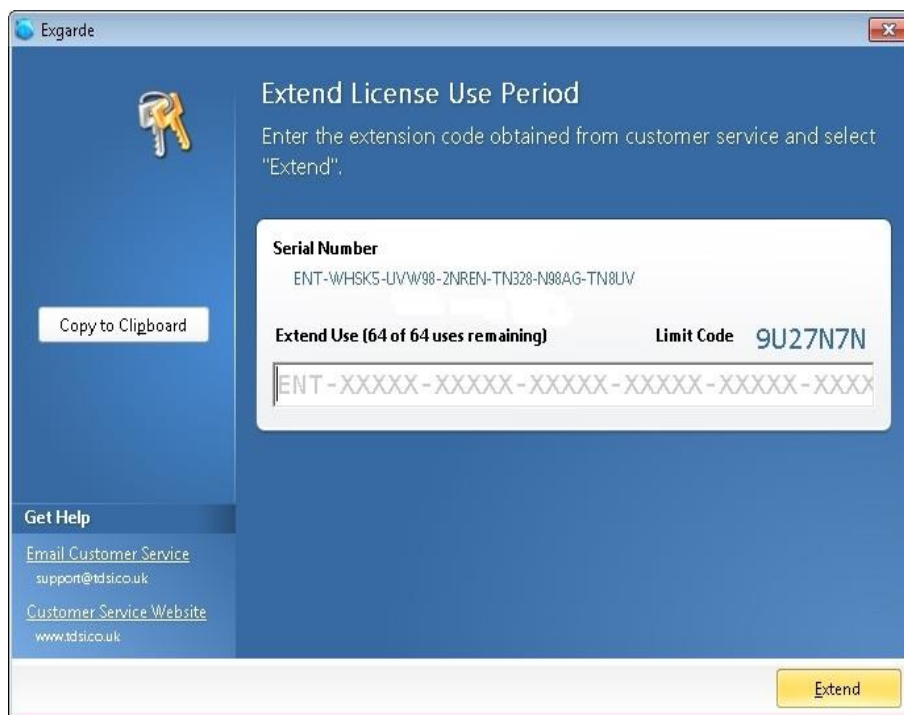 Exgarde
Extend License Use Period
Enter the extension code obtained from customer service and select
"Extend".
Serial Number
ENT-WHSK5-UVW98-2NREN-TN328-N98AG-TN8UV
Copy to Clipboard
Extend Use (64 of 64 uses remaining)
Limit Code 9U27N7N
ENT-XXXXX-XXXXX-XXXXX-XXXXX-XXXXX-XXXX
Get Help
Email Customer Service
support@tdsi.co.uk
Customer Service Website
www.tdsi.co.uk
Extend